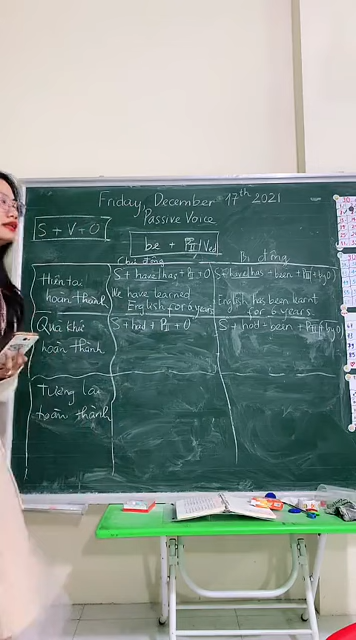 Friday, December 17th 2021
Passive Voice
S + V + O
be + PII / Ved
Chủ động
Bị động
Hiện tại
hoàn thành
S + have/has + PII + O
We have learned
English for 6 years
S + have/has + been + PII + by O
English has been learnt
for 6 years.
Quá khứ
hoàn thành
S + had + PII + O
S + had + been + PII + by O
Tương lai
hoàn thành